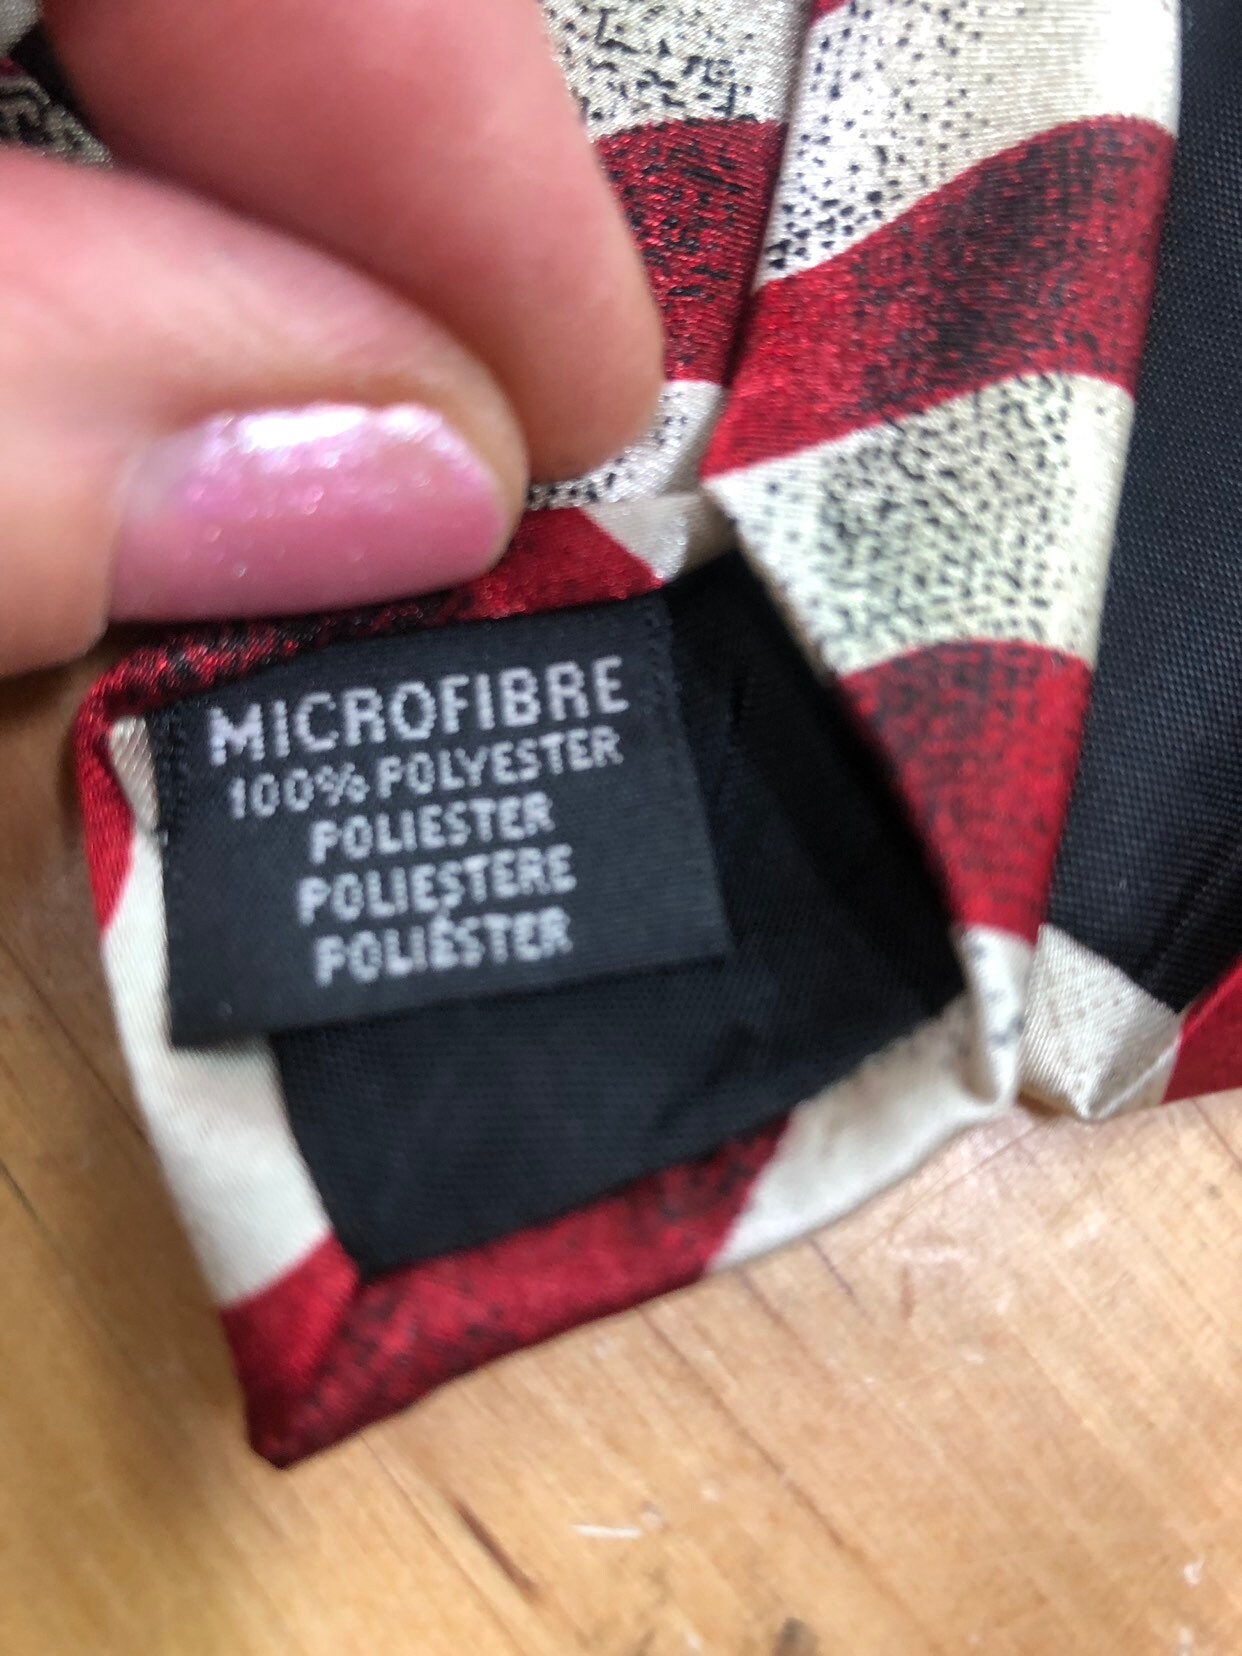 MICROFIBRE
100% POLYESTER
POLIESTER
POLIESTERE
POLIÉSTER